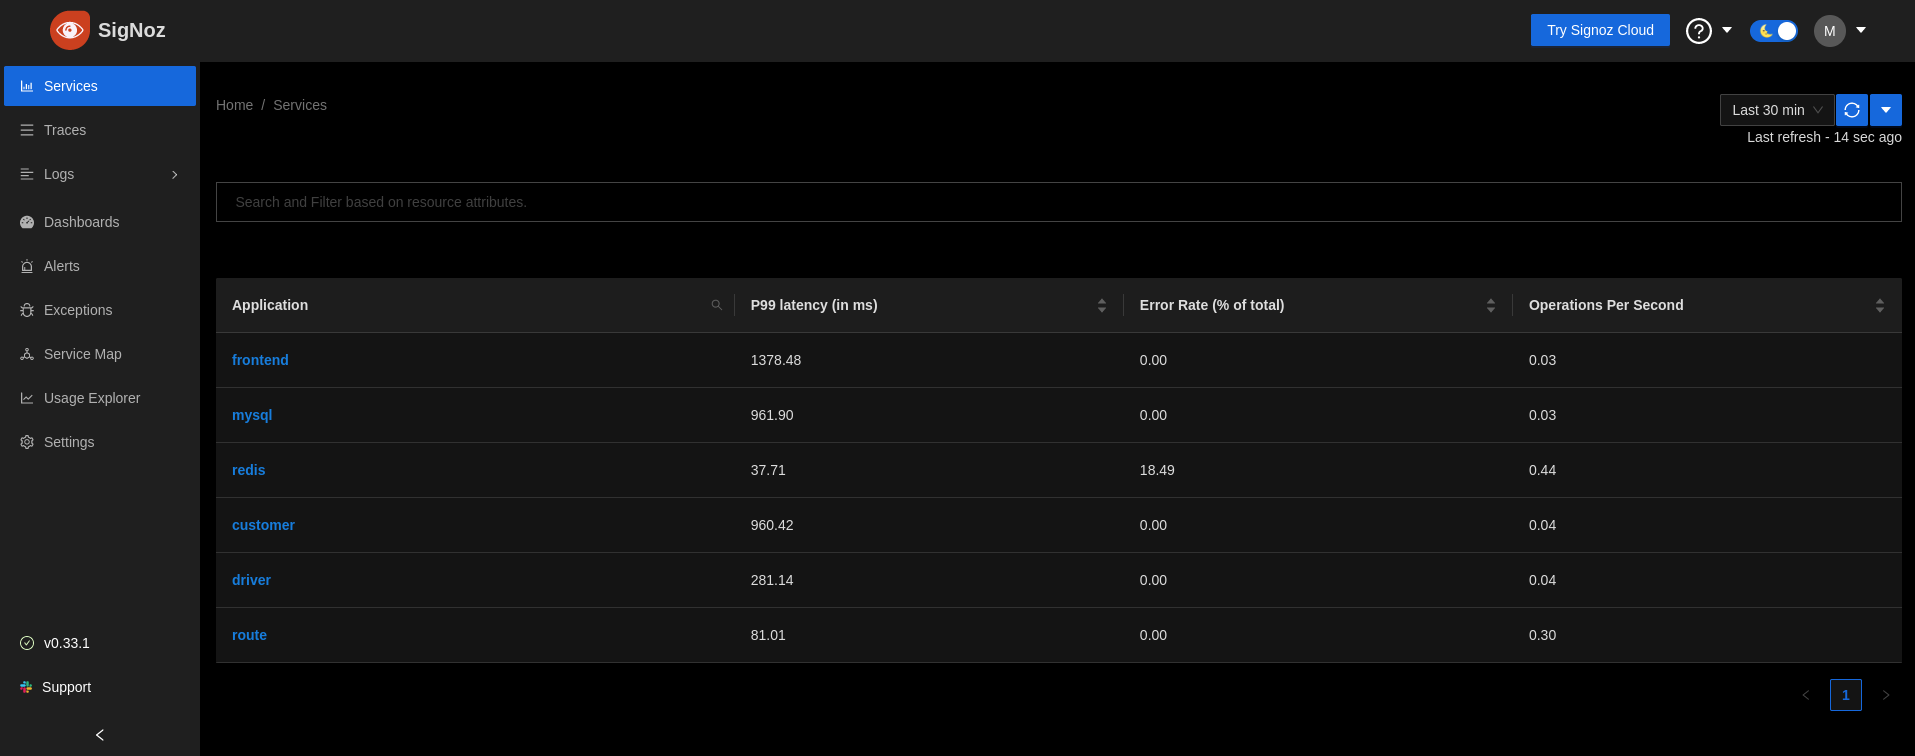 SigNoz
Try Signoz Cloud
M
Services
Traces
Logs
Dashboards
Alerts
Exceptions
Service Map
Usage Explorer
Settings
v0.33.1
Support
Home / Services
Last 30 min
Last refresh - 14 sec ago
Search and Filter based on resource attributes.
Application P99 latency (in ms) Error Rate (% of total) Operations Per Second
frontend 1378.48 0.00 0.03
mysql 961.90 0.00 0.03
redis 37.71 18.49 0.44
customer 960.42 0.00 0.04
driver 281.14 0.00 0.04
route 81.01 0.00 0.30
1